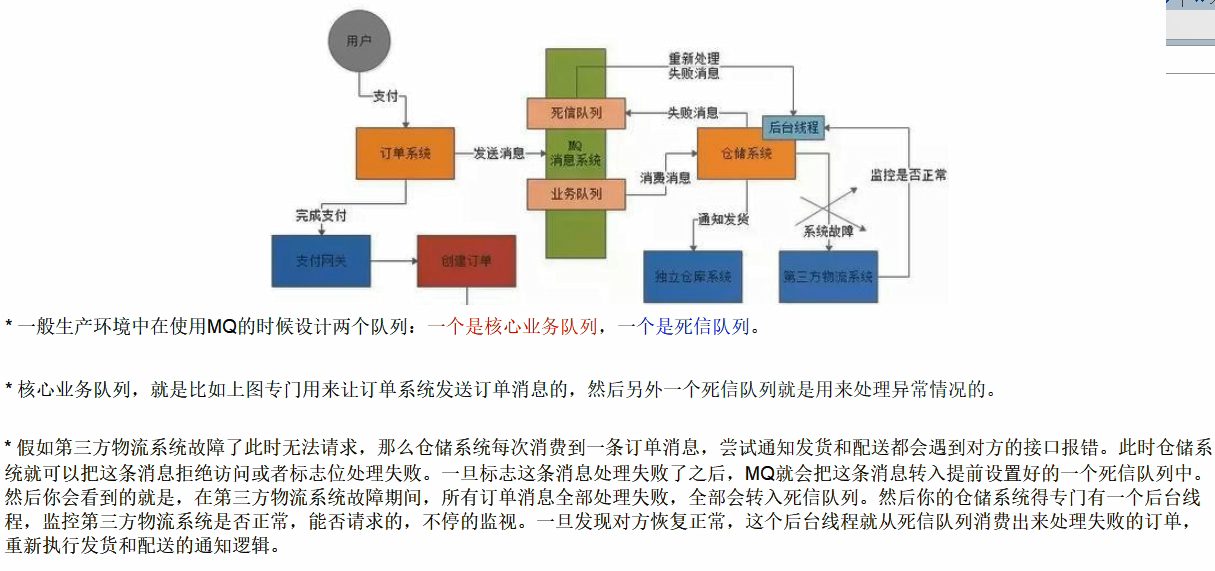 用户
重新处理
失败消息
支付
死信队列
失败消息
后台线程
订单系统
发送消息
MQ
消息系统
仓储系统
消费消息
监控是否正常
业务队列
完成支付
通知发货
系统故障
支付网关
创建订单
独立仓库系统
第三方物流系统
* 一般生产环境中在使用MQ的时候设计两个队列：一个是核心业务队列，一个是死信队列。
* 核心业务队列，就是比如上图专门用来让订单系统发送订单消息的，然后另外一个死信队列就是用来处理异常情况的。
* 假如第三方物流系统故障了此时无法请求，那么仓储系统每次消费到一条订单消息，尝试通知发货和配送都会遇到对方的接口报错。此时仓储系
统就可以把这条消息拒绝访问或者标志位处理失败。一旦标志这条消息处理失败了之后，MQ就会把这条消息转入提前设置好的一个死信队列中。
然后你会看到的就是，在第三方物流系统故障期间，所有订单消息全部处理失败，全部会转入死信队列。然后你的仓储系统得专门有一个后台线
程，监控第三方物流系统是否正常，能否请求的，不停的监视。一旦发现对方恢复正常，这个后台线程就从死信队列消费出来处理失败的订单，
重新执行发货和配送的通知逻辑。